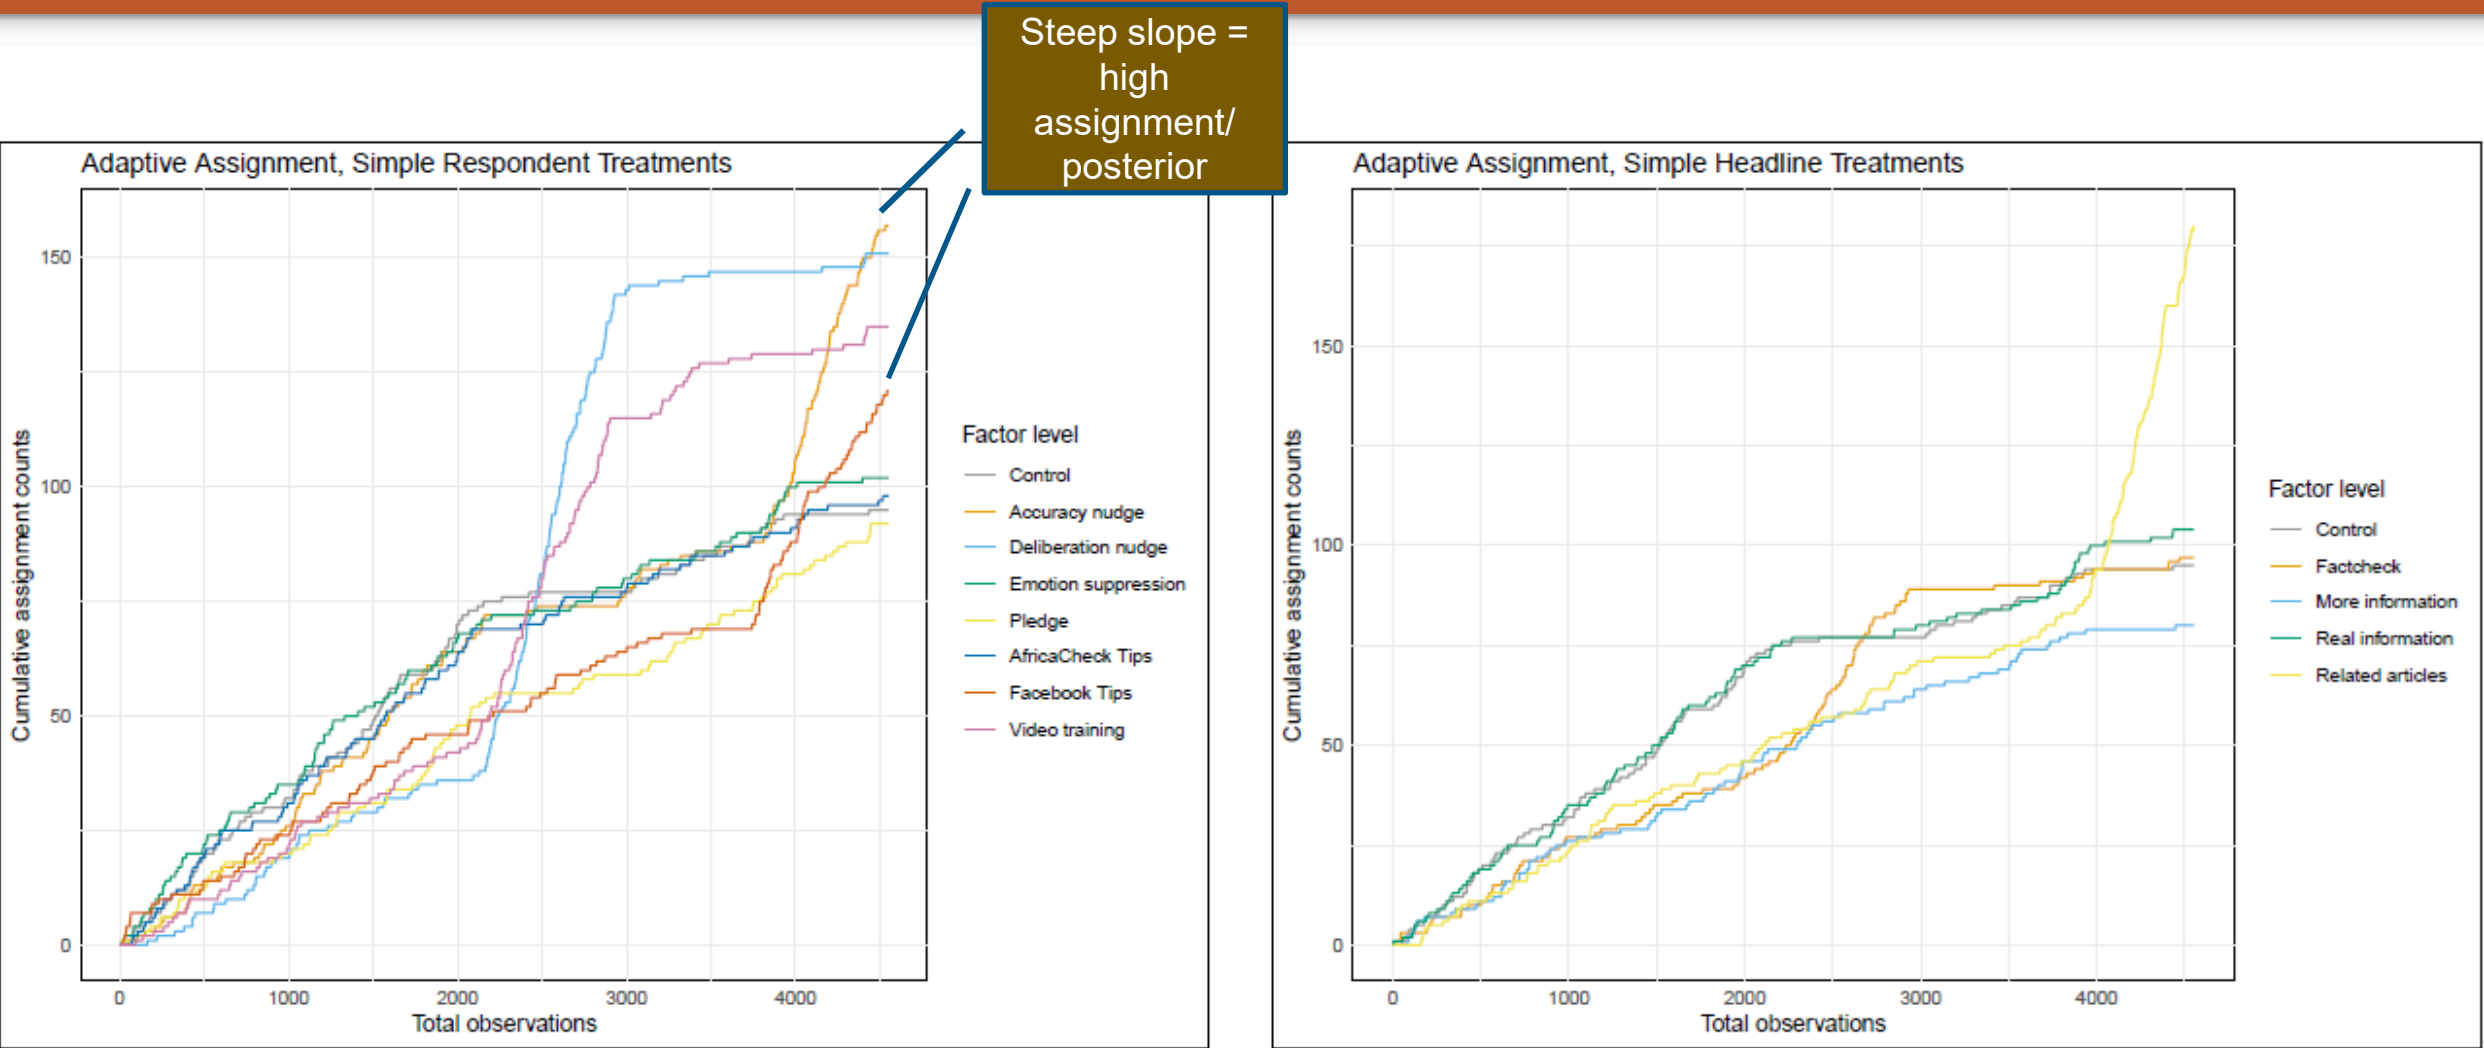 Steep slope =
high
assignment/
posterior
Adaptive Assignment, Simple Respondent Treatments
Cumulative assignment counts
150
100
50
0
0 1000 2000 3000 4000
Total observations
Factor level
Control
Accuracy nudge
Deliberation nudge
Emotion suppression
Pledge
AfricaCheck Tips
Facebook Tips
Video training
Adaptive Assignment, Simple Headline Treatments
Cumulative assignment counts
150
100
50
0
0 1000 2000 3000 4000
Total observations
Factor level
Control
Factcheck
More information
Real information
Related articles